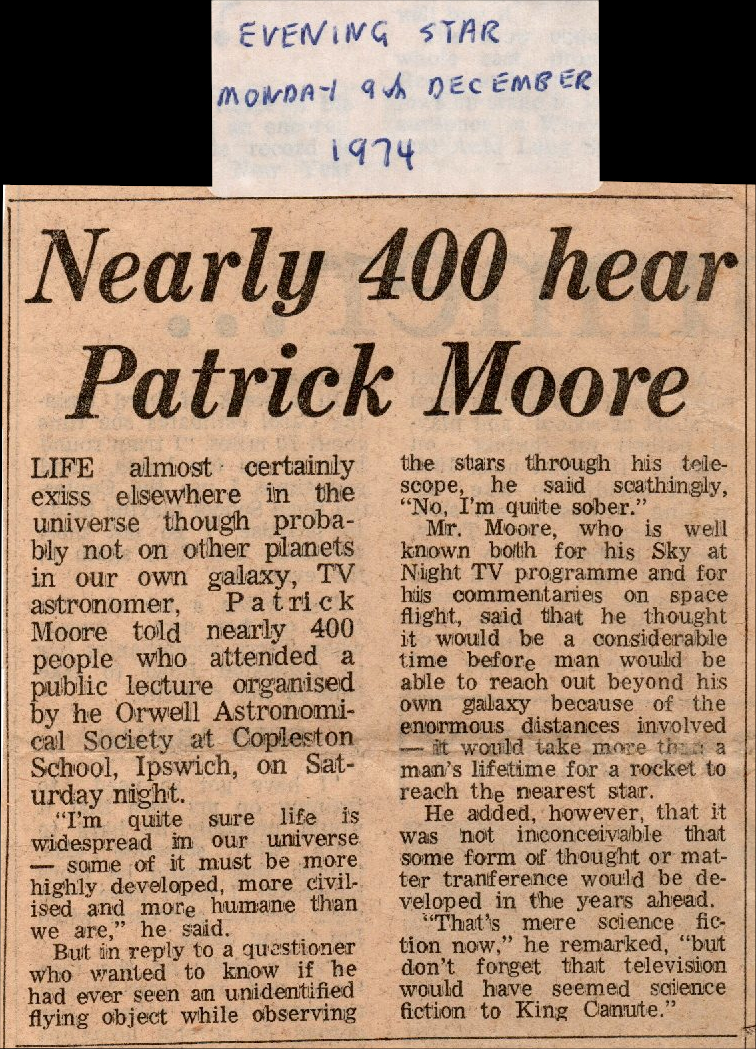 EVENING STAR
MONDAY 9th DECEMBER
1974
Nearly 400 hear
Patrick Moore
LIFE almost certainly
exiss elsewhere in the
universe though proba-
bly not on other planets
in our own galaxy, TV
astronomer, Patrick
Moore told nearly 400
people who attended a
public lecture organised
by he Orwell Astronomi-
cal Society at Copleston
School, Ipswich, on Sat-
urday night.
"I'm quite sure life is
widespread in our universe
— some of it must be more
highly developed, more civil-
ised and more humane than
we are," he said.
But in reply to a questioner
who wanted to know if he
had ever seen an unidentified
flying object while observing
the stars through his tele-
scope, he said scathingly,
"No, I'm quite sober."
Mr. Moore, who is well
known both for his Sky at
Night TV programme and for
his commentaries on space
flight, said that he thought
it would be a considerable
time before man would be
able to reach out beyond his
own galaxy because of the
enormous distances involved
— it would take more than a
man's lifetime for a rocket to
reach the nearest star.
He added, however, that it
was not inconceivable that
some form of thought or mat-
ter tranference would be de-
veloped in the years ahead.
"That's mere science fic-
tion now," he remarked, "but
don't forget that television
would have seemed science
fiction to King Canute."